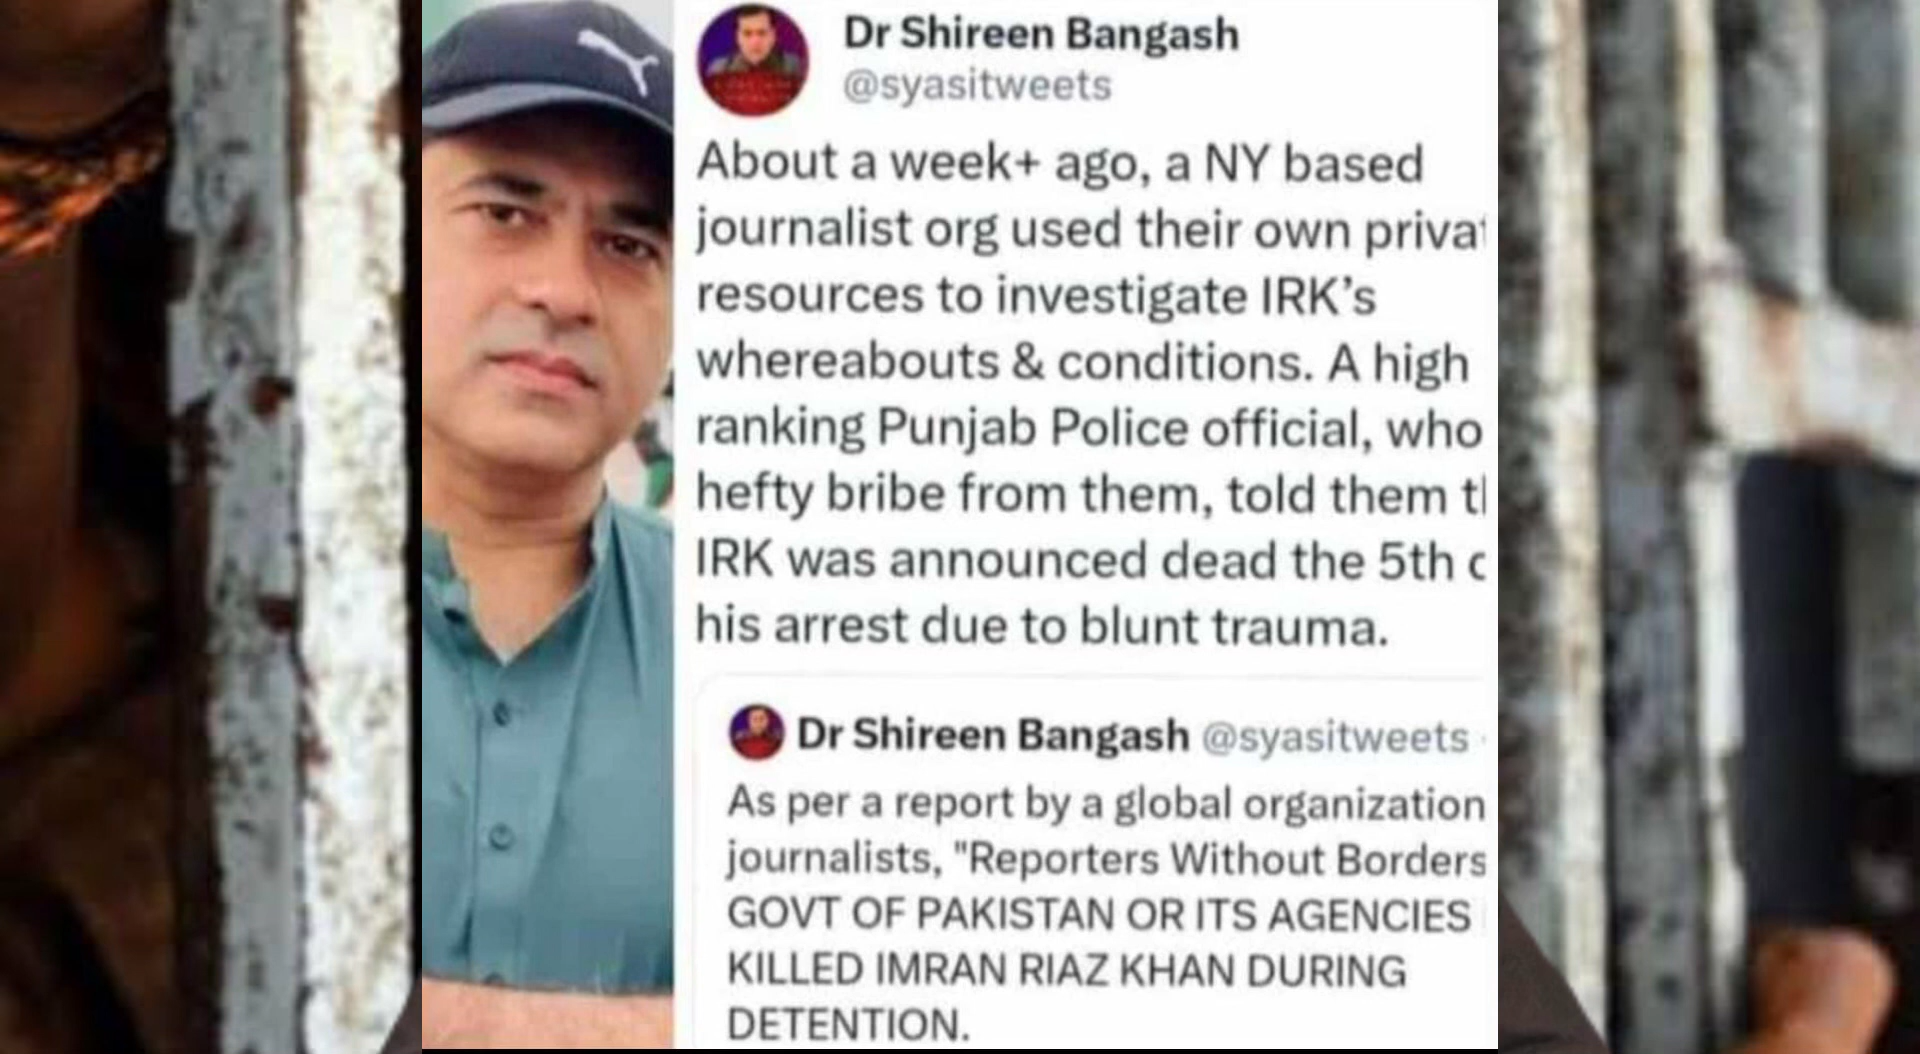 Dr Shireen Bangash
@syasitweets
About a week+ ago, a NY based
journalist org used their own
resources to investigate IRK’s
whereabouts & conditions. A high
ranking Punjab Police official, who
hefty bribe from them, told them
IRK was announced dead the 5th
his arrest due to blunt trauma.
Dr Shireen Bangash @syasitweets
As per a report by a global organization
journalists, "Reporters Without Borders
GOVT OF PAKISTAN OR ITS AGENCIES
KILLED IMRAN RIAZ KHAN DURING
DETENTION.